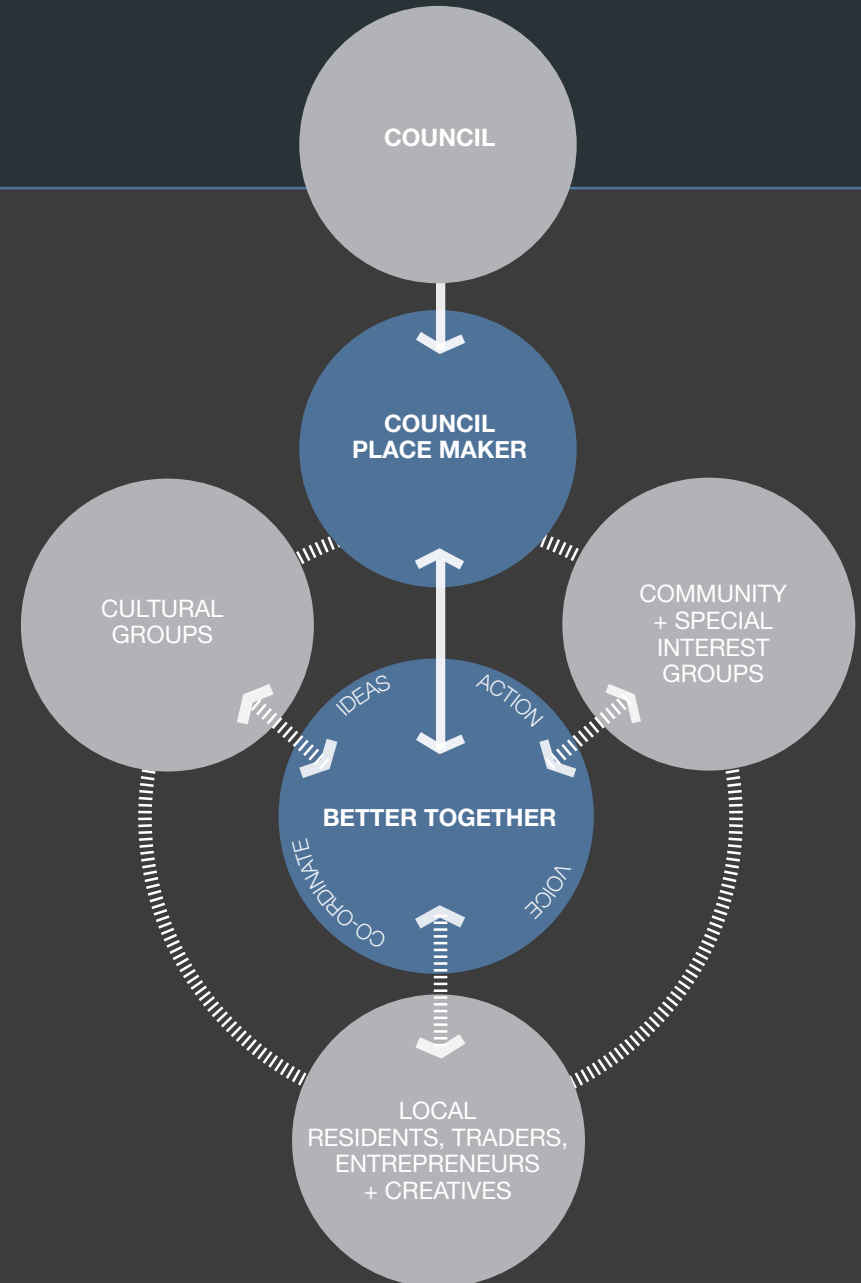 COUNCIL
COUNCIL
PLACE MAKER
CULTURAL
GROUPS
COMMUNITY
+ SPECIAL
INTEREST
GROUPS
IDEAS
ACTION
BETTER TOGETHER
CO-ORDINATE
VOICE
LOCAL
RESIDENTS, TRADERS,
ENTREPRENEURS
+ CREATIVES